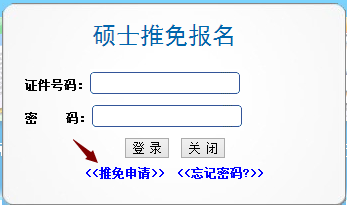 硕士推免报名
证件号码：
密　　码：
登 录　关 闭
<<推免申请>>　<<忘记密码?>>